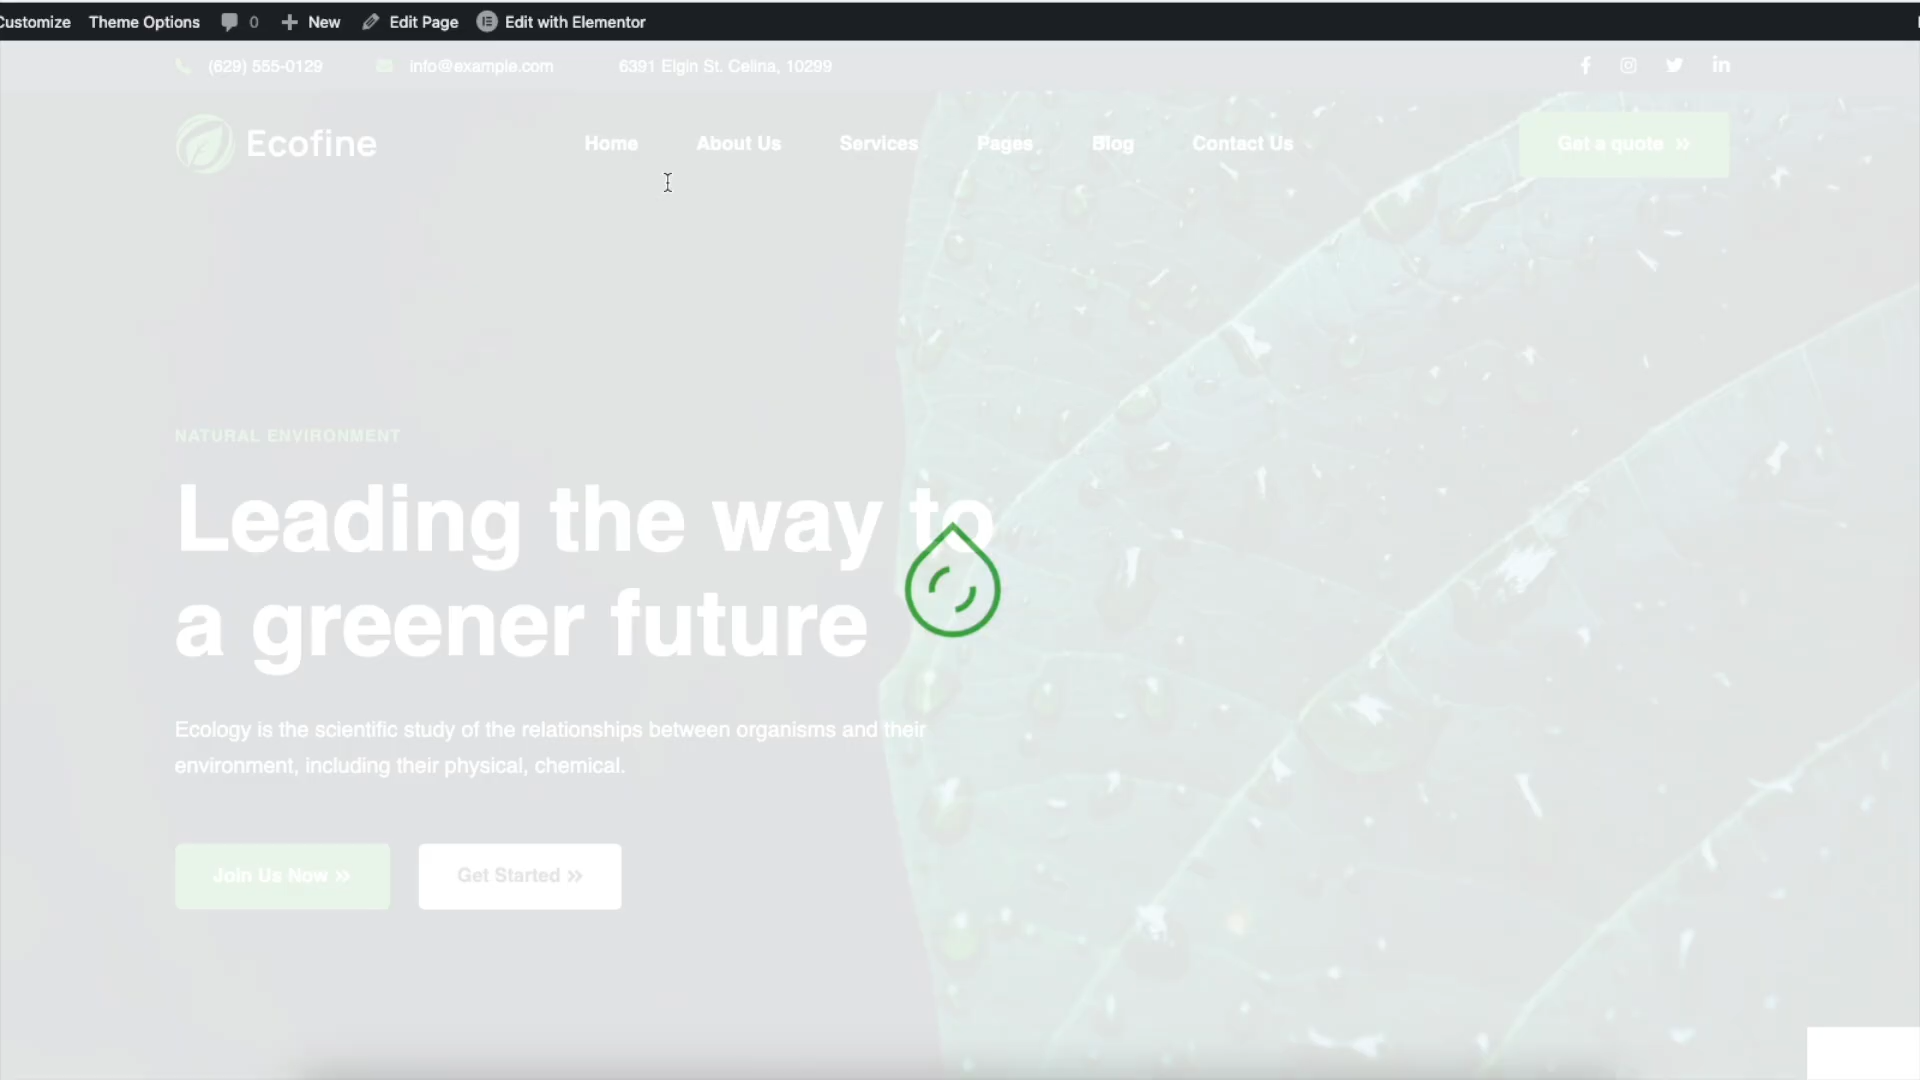 Customize Theme Options 0 New Edit Page Edit with Elementor
(629) 555-0129 info@example.com 6391 Elgin St. Celina, 10299
Ecofine Home About Us Services Pages Blog Contact Us Get a quote »
NATURAL ENVIRONMENT
Leading the way to
a greener future
Ecology is the scientific study of the relationships between organisms and their
environment, including their physical, chemical.
Join Us Now » Get Started »